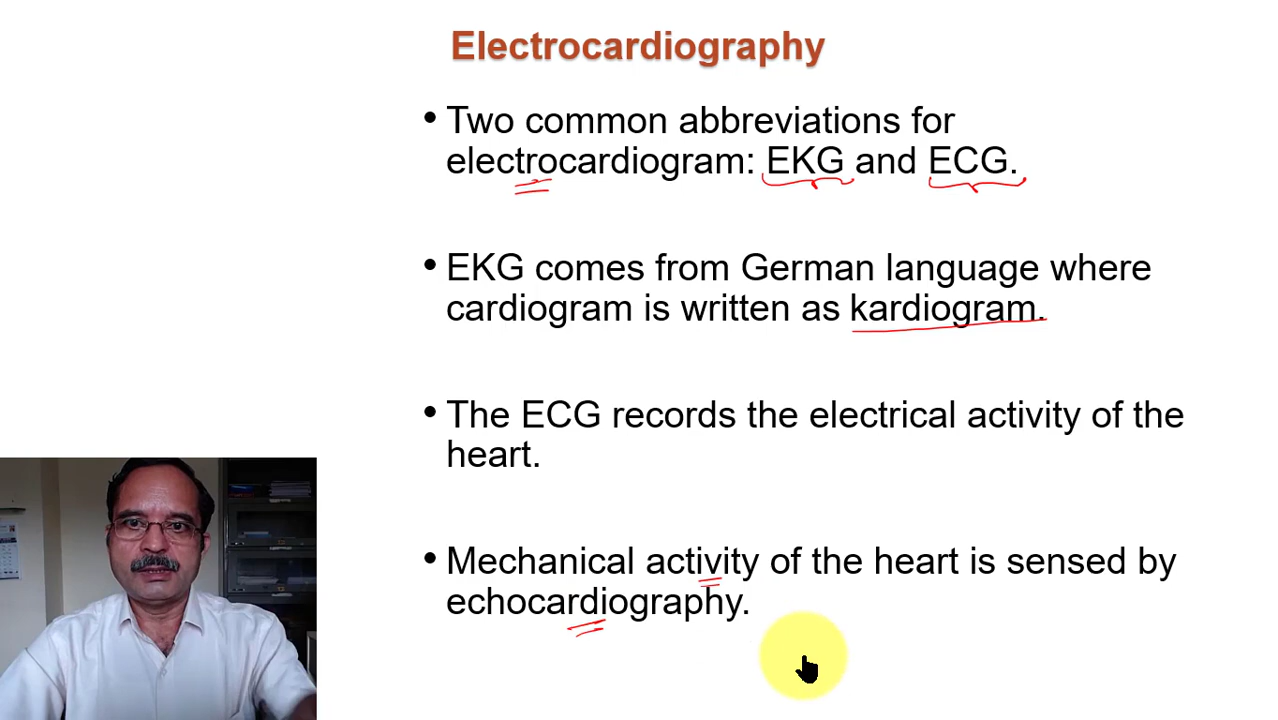 Electrocardiography
• Two common abbreviations for
electrocardiogram: EKG and ECG.
• EKG comes from German language where
cardiogram is written as kardiogram.
• The ECG records the electrical activity of the
heart.
• Mechanical activity of the heart is sensed by
echocardiography.